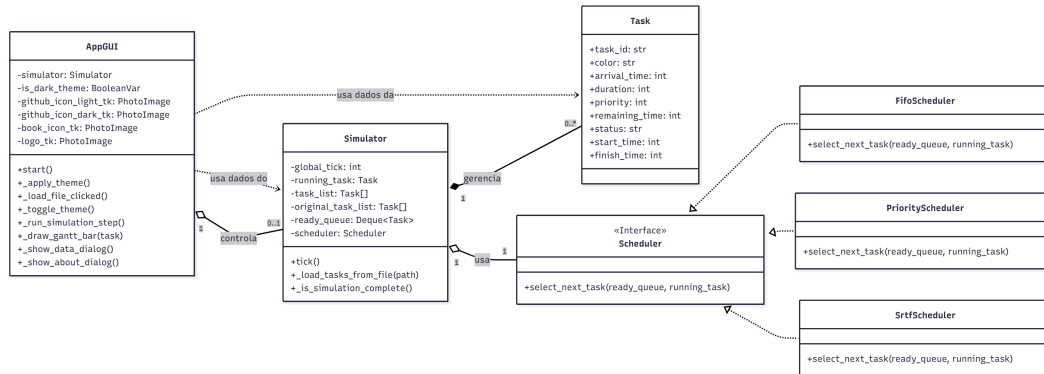 AppGUI
-simulator: Simulator
-is_dark_theme: BooleanVar
-github_icon_light_tk: PhotoImage
-github_icon_dark_tk: PhotoImage
-book_icon_tk: PhotoImage
-logo_tk: PhotoImage
+start()
+_apply_theme()
+_load_file_clicked()
+_toggle_theme()
+_run_simulation_step()
+_draw_gantt_bar(task)
+_show_data_dialog()
+_show_about_dialog()
usa dados da
usa dados do
1
controla
0..1
Simulator
-global_tick: int
-running_task: Task
-task_list: Task[]
-original_task_list: Task[]
-ready_queue: Deque<Task>
-scheduler: Scheduler
+tick()
+_load_tasks_from_file(path)
+_is_simulation_complete()
0..*
gerencia
1
1
usa
1
Task
+task_id: str
+color: str
+arrival_time: int
+duration: int
+priority: int
+remaining_time: int
+status: str
+start_time: int
+finish_time: int
«Interface»
Scheduler
+select_next_task(ready_queue, running_task)
FifoScheduler
+select_next_task(ready_queue, running_task)
PriorityScheduler
+select_next_task(ready_queue, running_task)
SrtfScheduler
+select_next_task(ready_queue, running_task)